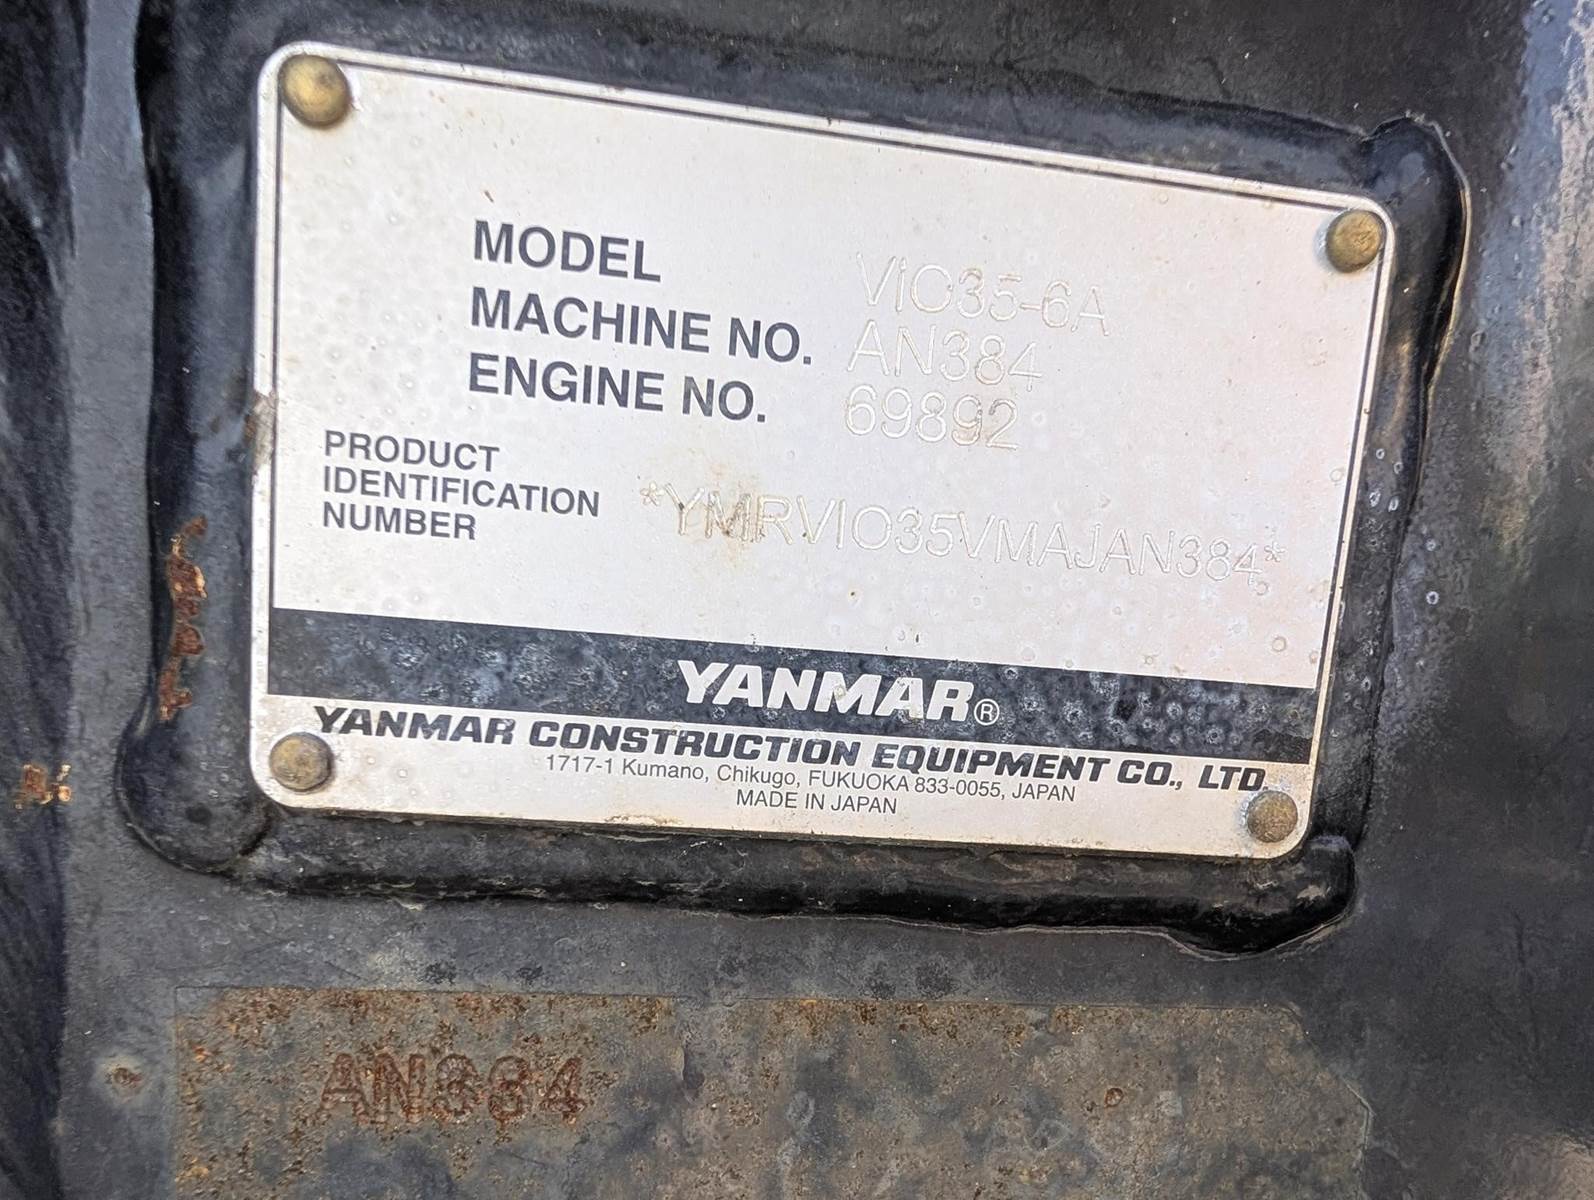 MODEL VIO35-6A
MACHINE NO. AN384
ENGINE NO. 69892
PRODUCT
IDENTIFICATION
NUMBER *YMRVIO35VMAJAN384*
YANMAR®
YANMAR CONSTRUCTION EQUIPMENT CO., LTD.
1717-1 Kumano, Chikugo, FUKUOKA 833-0055, JAPAN
MADE IN JAPAN
AN384